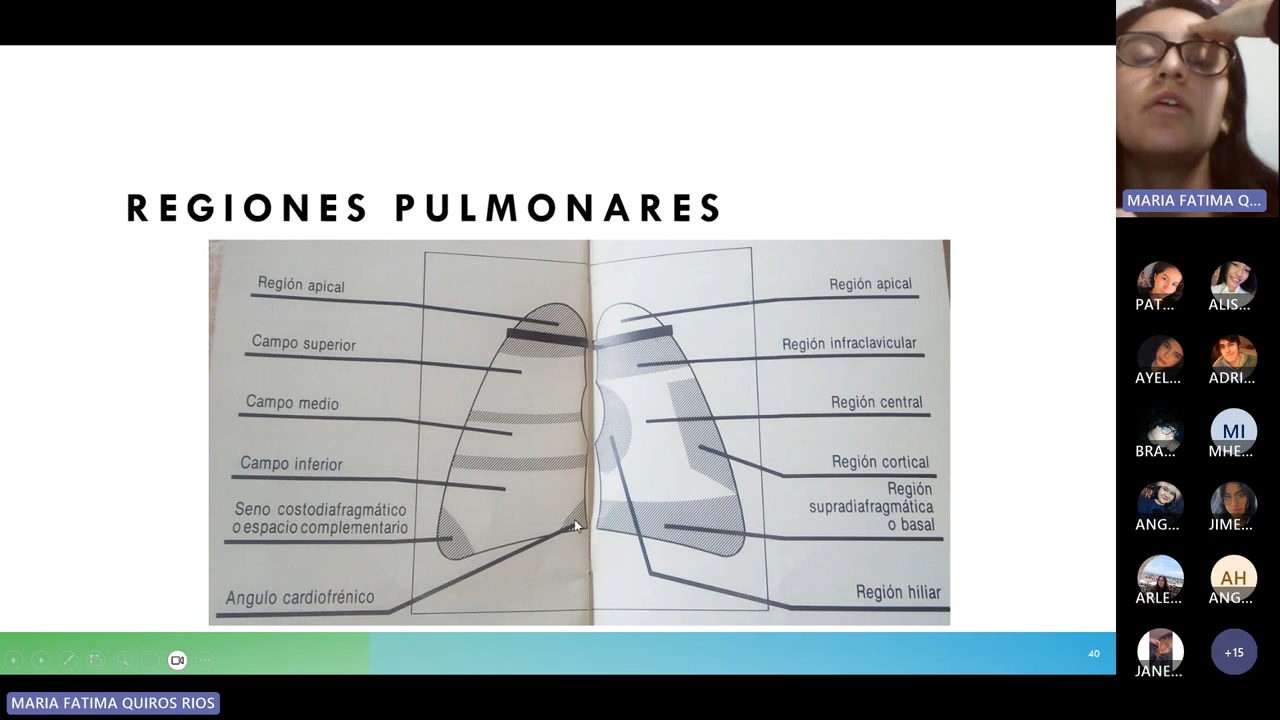 REGIONES PULMONARES
Región apical
Campo superior
Campo medio
Campo inferior
Seno costodiafragmático
o espacio complementario
Angulo cardiofrénico
Región apical
Región infraclavicular
Región central
Región cortical
Región
supradiafragmática
o basal
Región hiliar
40
MARIA FATIMA QUIROS RIOS
MARIA FATIMA Q...
PAT...
ALIS...
AYEL...
ADRI...
BRA...
MI
MHE...
ANG...
JIME...
ARLE...
AH
ANG...
JANE...
+15